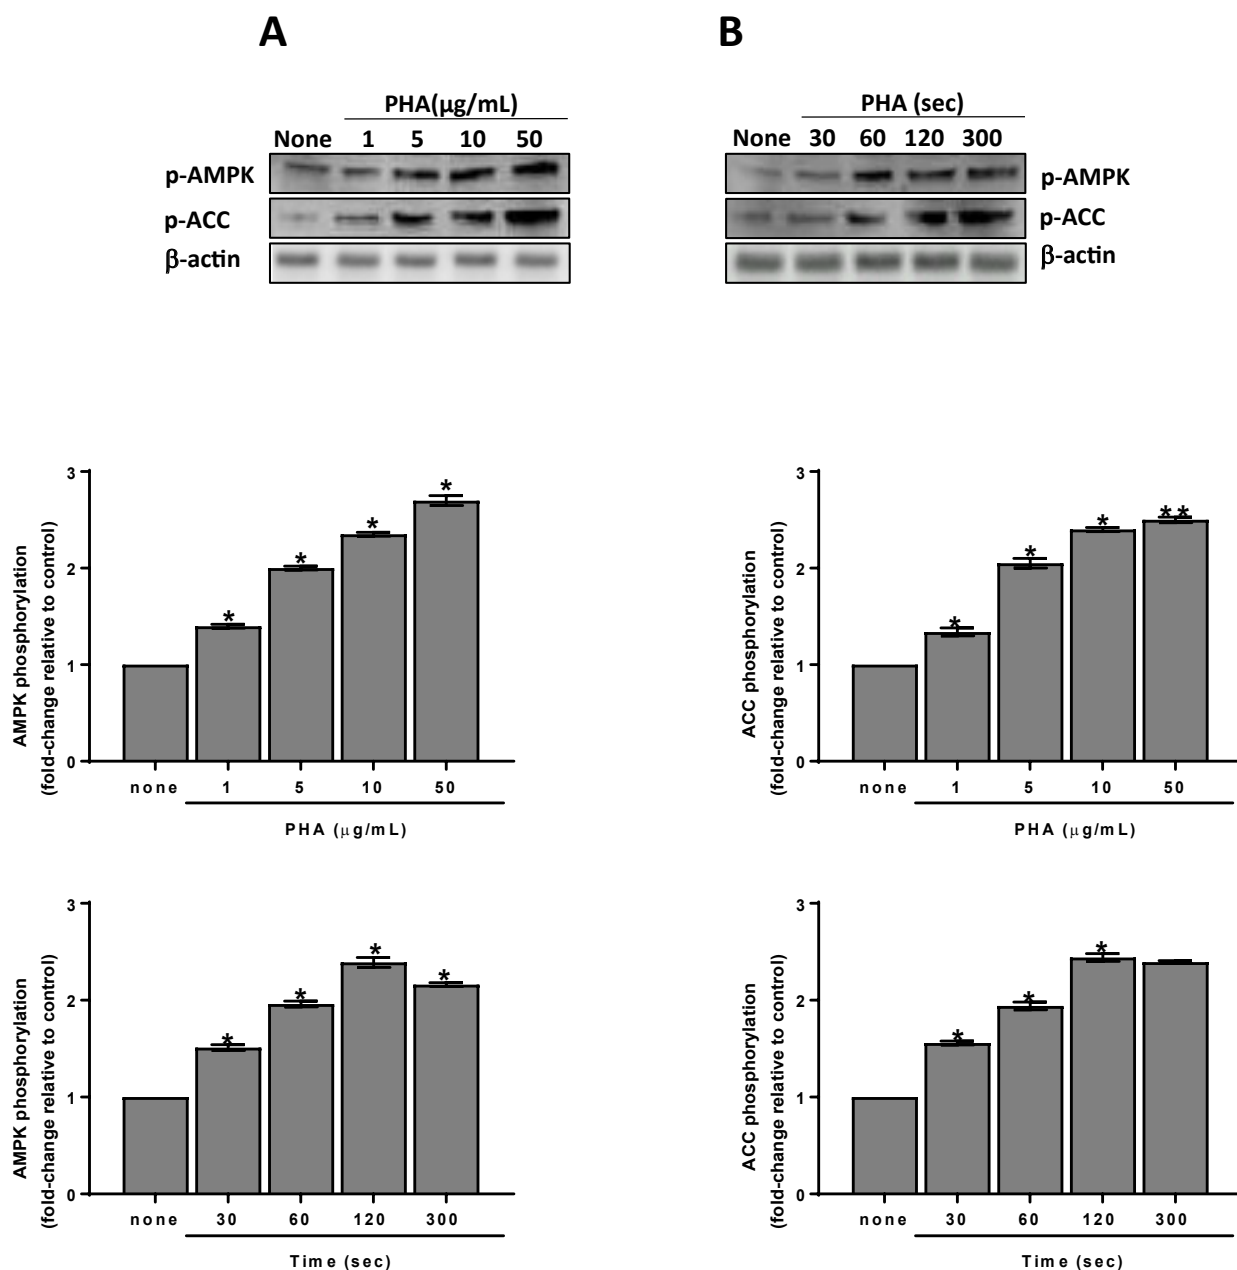 A
B
PHA(μg/mL)
None 1 5 10 50
p-AMPK
p-ACC
β-actin
PHA (sec)
None 30 60 120 300
p-AMPK
p-ACC
β-actin
AMPK phosphorylation
(fold-change relative to control)
3
2
1
0
*
*
*
*
none 1 5 10 50
PHA (μg/mL)
ACC phosphorylation
(fold-change relative to control)
3
2
1
0
*
*
*
**
none 1 5 10 50
PHA (μg/mL)
AMPK phosphorylation
(fold-change relative to control)
3
2
1
0
*
*
*
*
none 30 60 120 300
Time (sec)
ACC phosphorylation
(fold-change relative to control)
3
2
1
0
*
*
*
none 30 60 120 300
Time (sec)